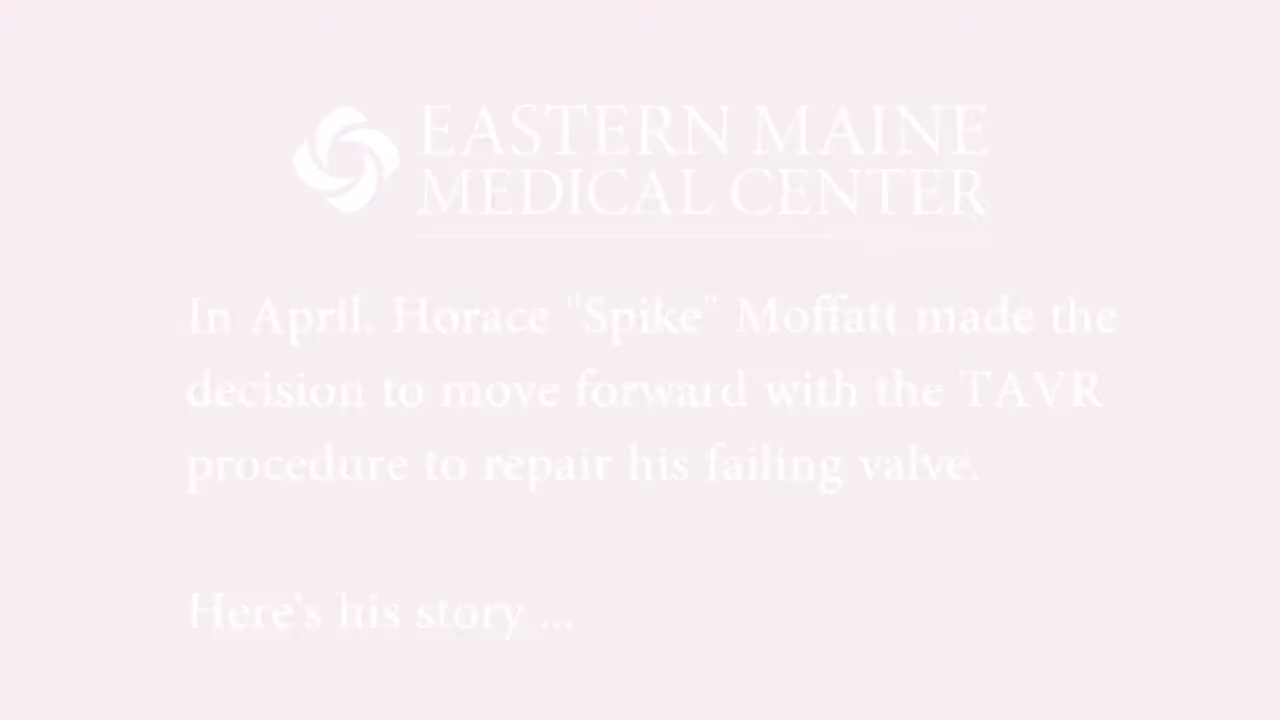 EASTERN MAINE
MEDICAL CENTER
In April, Horace "Spike" Moffatt made the
decision to move forward with the TAVR
procedure to repair his failing valve.
Here's his story ...